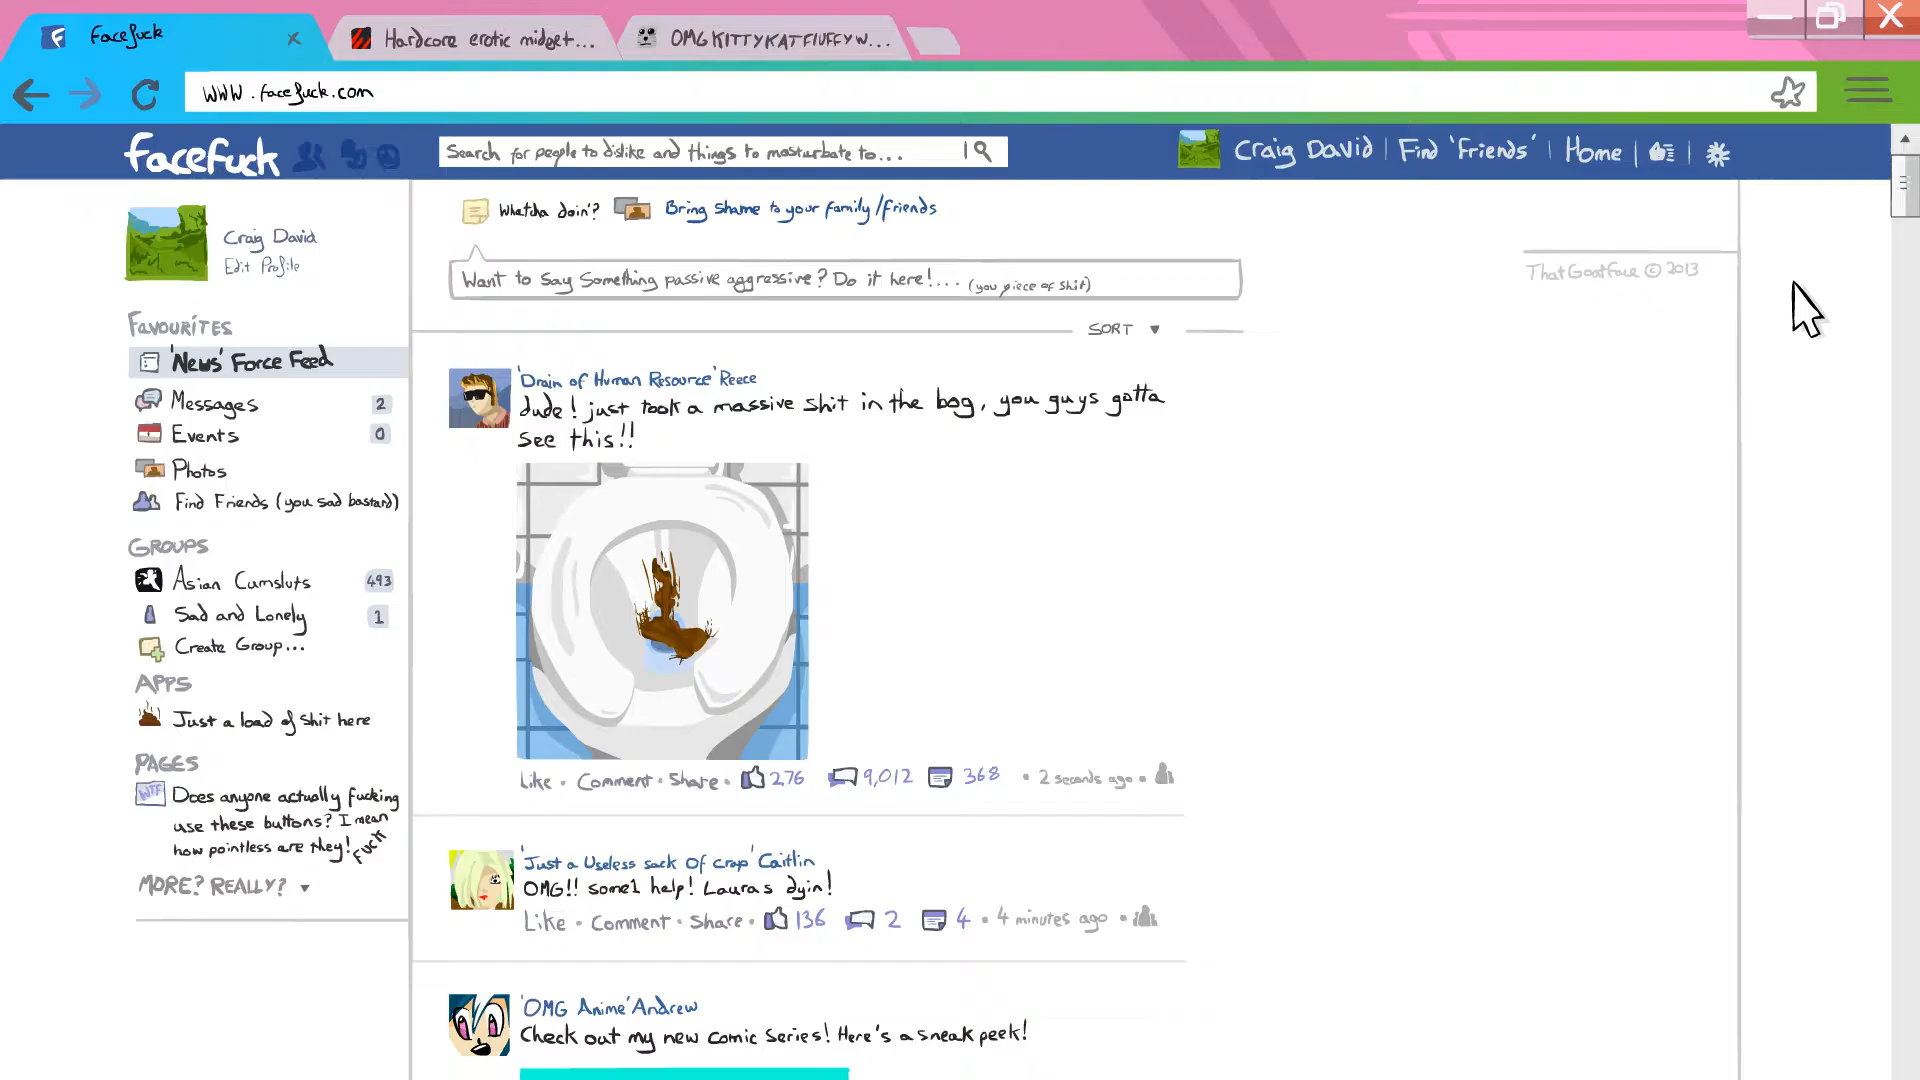 facefuck
Hardcore erotic midget...
OMGKITTYKATFLUFFYW...
WWW.facefuck.com
facefuck
Search for people to dislike and things to masturbate to...
Craig David | Find 'Friends' | Home |
Craig David
Edit Profile
Whatcha doin'?
Bring shame to your family/friends
Want to Say Something passive aggressive? Do it here!... (you piece of shit)
ThatGoatFace © 2013
SORT ▼
FAVOURITES
'News' Force Feed
Messages 2
Events 0
Photos
Find Friends (you sad bastard)
GROUPS
Asian Camsluts 493
Sad and Lonely 1
Create Group...
APPS
Just a load of shit here
PAGES
WTF
Does anyone actually fucking
use these buttons? I mean
how pointless are they! FUCK
MORE? REALLY? ▼
'Drain of Human Resource' Reece
dude! just took a massive shit in the bog, you guys gotta
see this!!
Like • Comment • Share • 276 9,012 368 • 2 seconds ago •
'Just a Useless sack of crap' Caitlin
OMG!! some1 help! Lauras dyin!
Like • Comment • Share • 136 2 4 • 4 minutes ago •
'OMG Anime' Andrew
Check out my new comic series! Here's a sneak peek!